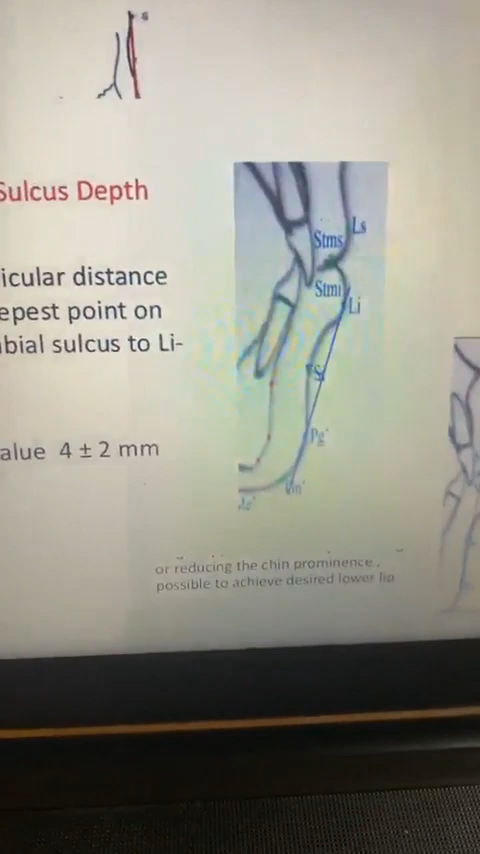 Sulcus Depth
icular distance
epest point on
bial sulcus to Li-
alue 4 ± 2 mm
Ls
Stms
Stmi
Li
Si
Pg'
Me'
or reducing the chin prominence,
possible to achieve desired lower lip